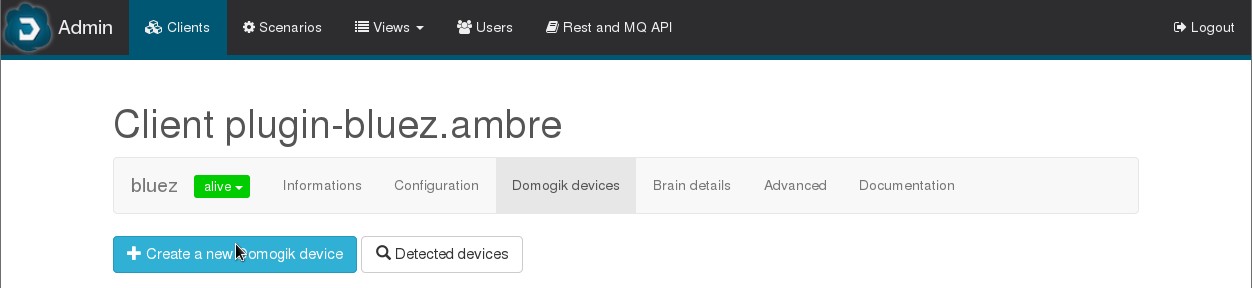 Admin Clients Scenarios Views Users Rest and MQ API Logout
Client plugin-bluez.ambre
bluez alive Informations Configuration Domogik devices Brain details Advanced Documentation
Create a new Domogik device Detected devices